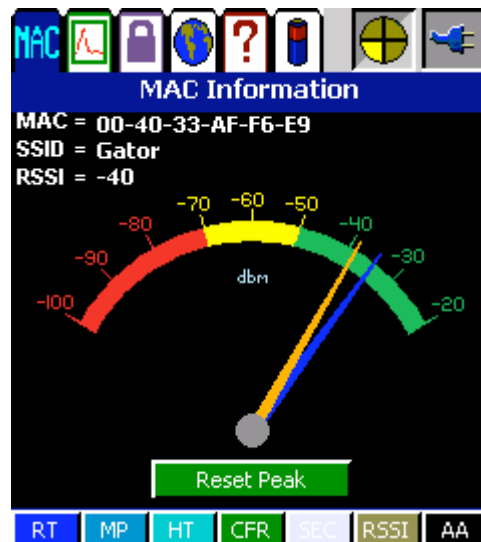 MAC ?
MAC Information
MAC = 00-40-33-AF-F6-E9
SSID = Gator
RSSI = -40
-100 -90 -80 -70 -60 -50 -40 -30 -20
dbm
Reset Peak
RT MP HT CFR SEC RSSI AA